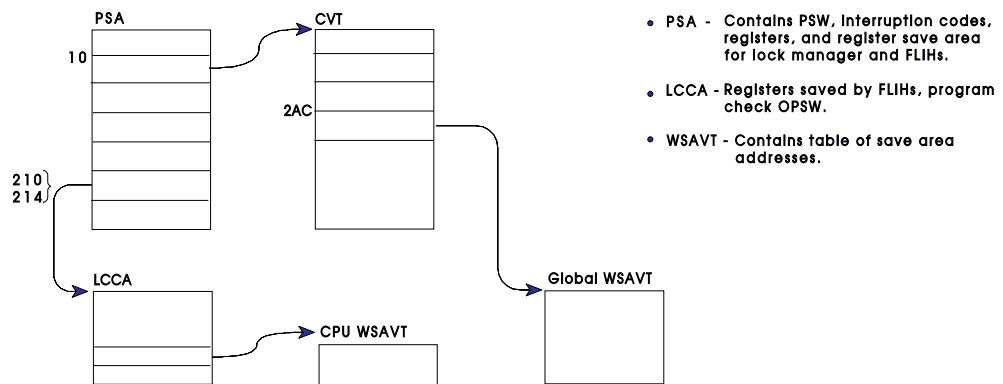 PSA
CVT
10
2AC
210
214
LCCA
CPU WSAVT
Global WSAVT
• PSA - Contains PSW, interruption codes,
registers, and register save area
for lock manager and FLIHs.
• LCCA - Registers saved by FLIHs, program
check OPSW.
• WSAVT - Contains table of save area
addresses.